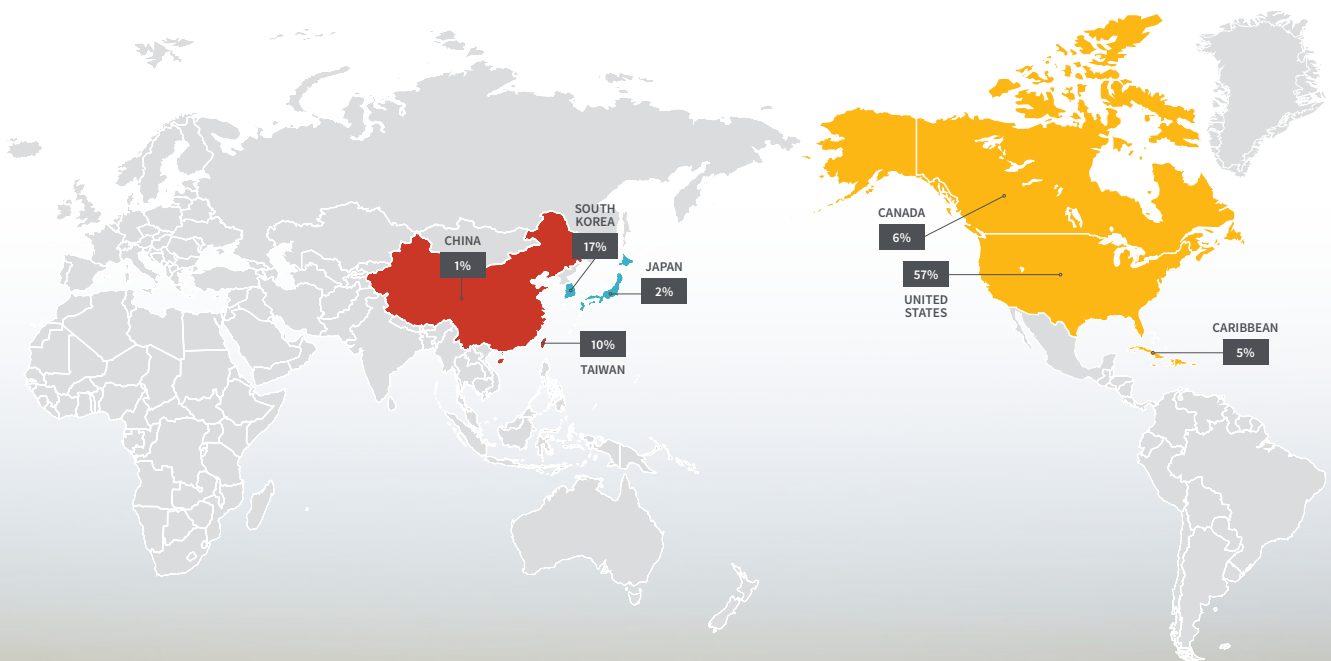 SOUTH
KOREA
17%
CHINA
1%
JAPAN
2%
10%
TAIWAN
CANADA
6%
57%
UNITED
STATES
CARIBBEAN
5%